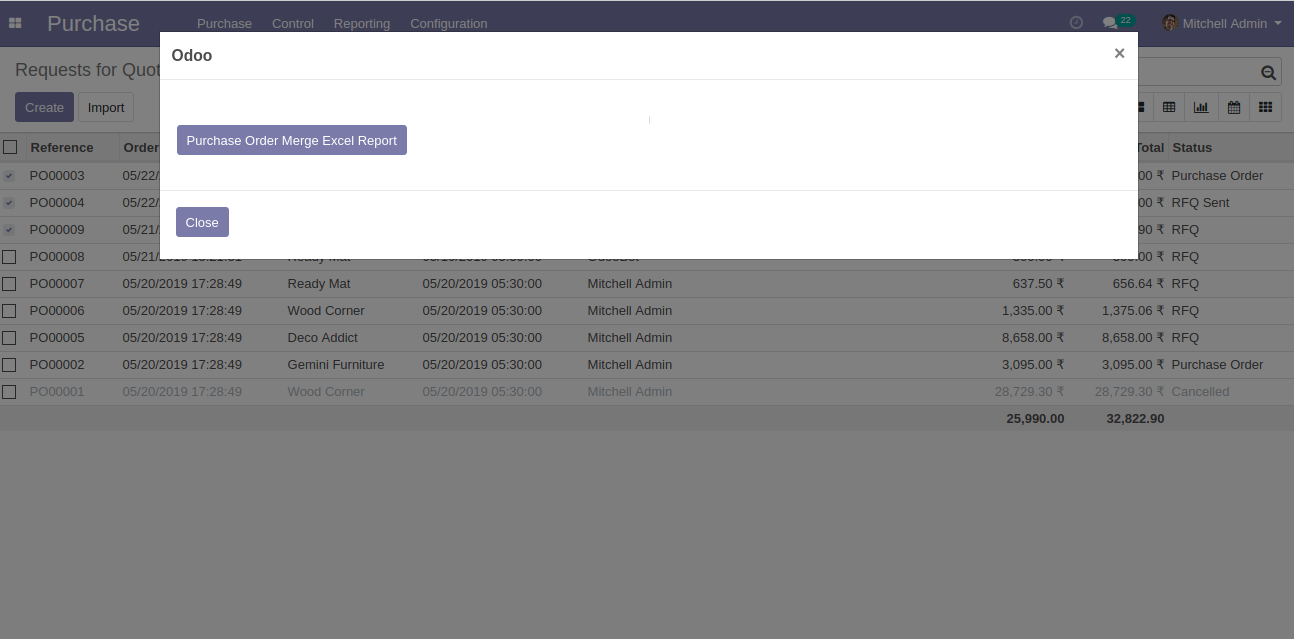 Purchase Purchase Control Reporting Configuration 22 Mitchell Admin
Odoo ×
Requests for Quot
Create Import
Purchase Order Merge Excel Report
Reference Order Total Status
PO00003 05/22/ 00 ₹ Purchase Order
PO00004 05/22/ 00 ₹ RFQ Sent
Close
PO00009 05/21/ 90 ₹ RFQ
PO00008 05/21/2019 Ready Mat ₹ RFQ
PO00007 05/20/2019 17:28:49 Ready Mat 05/20/2019 05:30:00 Mitchell Admin 637.50 ₹ 656.64 ₹ RFQ
PO00006 05/20/2019 17:28:49 Wood Corner 05/20/2019 05:30:00 Mitchell Admin 1,335.00 ₹ 1,375.06 ₹ RFQ
PO00005 05/20/2019 17:28:49 Deco Addict 05/20/2019 05:30:00 Mitchell Admin 8,658.00 ₹ 8,658.00 ₹ RFQ
PO00002 05/20/2019 17:28:49 Gemini Furniture 05/20/2019 05:30:00 Mitchell Admin 3,095.00 ₹ 3,095.00 ₹ Purchase Order
PO00001 05/20/2019 17:28:49 Wood Corner 05/20/2019 05:30:00 Mitchell Admin 28,729.30 ₹ 28,729.30 ₹ Cancelled
25,990.00 32,822.90